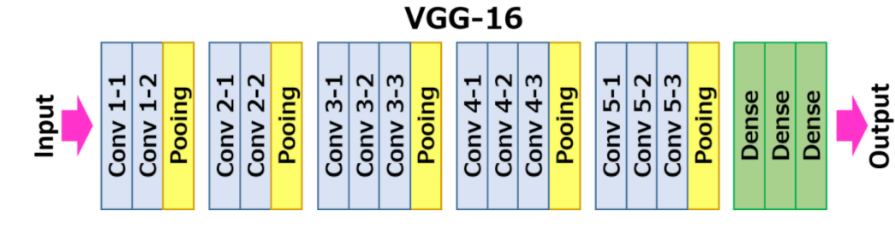 VGG-16
Input
Conv 1-1
Conv 1-2
Pooing
Conv 2-1
Conv 2-2
Pooing
Conv 3-1
Conv 3-2
Conv 3-3
Pooing
Conv 4-1
Conv 4-2
Conv 4-3
Pooing
Conv 5-1
Conv 5-2
Conv 5-3
Pooing
Dense
Dense
Dense
Output